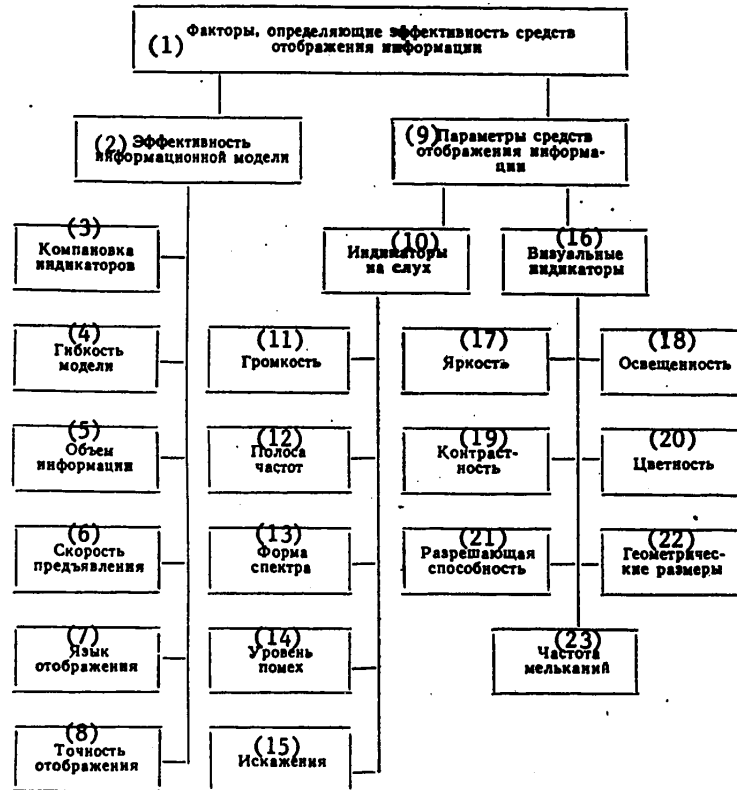 (1) Факторы, определяющие эффективность средств
отображения информации
(2) Эффективность
информационной модели
(9) Параметры средств
отображения информа-
ции
(3)
Компановка
индикаторов
(10)
Индикаторы
на слух
(16)
Визуальные
индикаторы
(4)
Гибкость
модели
(11)
Громкость
(17)
Яркость
(18)
Освещенность
(5)
Объем
информации
(12)
Полоса
частот
(19)
Контраст-
ность
(20)
Цветность
(6)
Скорость
предъявления
(13)
Форма
спектра
(21)
Разрешающая
способность
(22)
Геометричес-
кие размеры
(7)
Язык
отображения
(14)
Уровень
помех
(23)
Частота
мельканий
(8)
Точность
отображения
(15)
Искажения